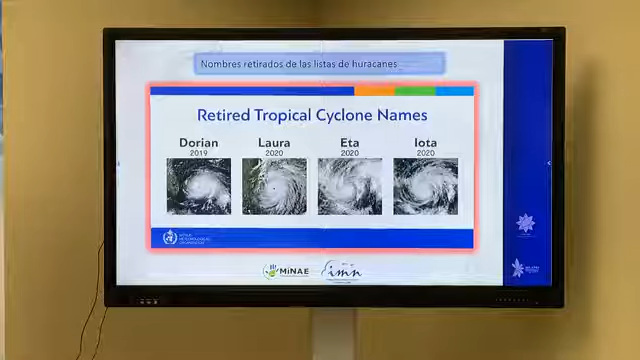 Nombres retirados de las listas de huracanes
Retired Tropical Cyclone Names
Dorian
2019
Laura
2020
Eta
2020
Iota
2020
MiNAE
imn